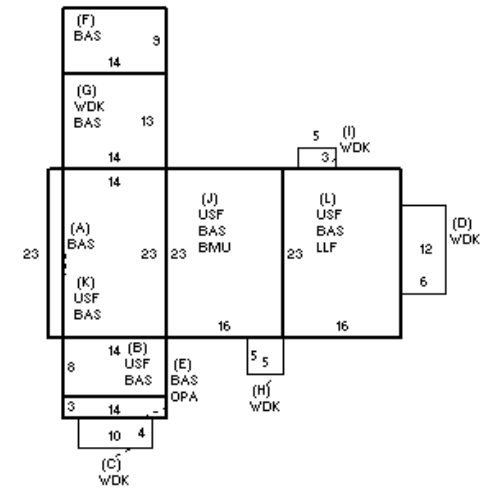 (F)
BAS
9
14
(G)
WDK
BAS
13
14
5
(I)
WDK
3
14
(J)
USF
BAS
BMU
(L)
USF
BAS
LLF
(D)
WDK
(A)
BAS
23
23
23
23
12
(K)
USF
BAS
6
16
16
14
(B)
USF
BAS
8
(E)
BAS
OPA
5
5
(H)
WDK
3
14
10
4
(C)
WDK